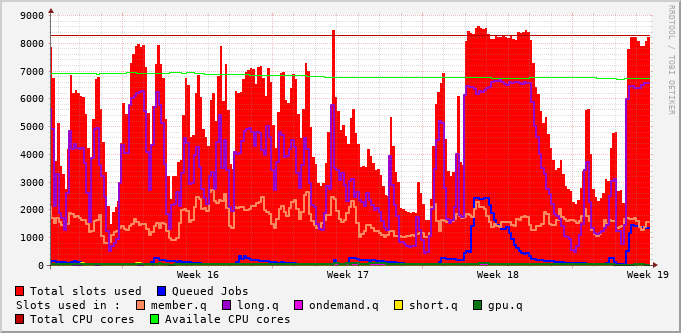 9000
8000
7000
6000
5000
4000
3000
2000
1000
0
Week 16 Week 17 Week 18 Week 19
RRDTOOL / TOBI OETIKER
Total slots used Queued Jobs
Slots used in : member.q long.q ondemand.q short.q gpu.q
Total CPU cores Availale CPU cores